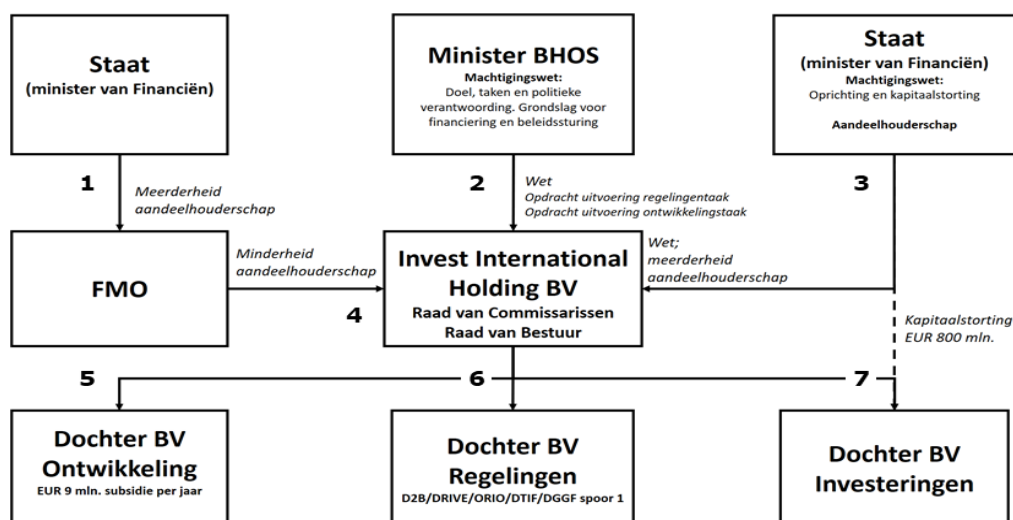 Staat
(minister van Financiën)
Minister BHOS
Machtigingswet:
Doel, taken en politieke
verantwoording. Grondslag voor
financiering en beleidssturing
Staat
(minister van Financiën)
Machtigingswet:
Oprichting en kapitaalstorting
Aandeelhouderschap
1
Meerderheid
aandeelhouderschap
2
Wet
Opdracht uitvoering regelingentaak
Opdracht uitvoering ontwikkelingstaak
3
FMO
Minderheid
aandeelhouderschap
4
Invest International
Holding BV
Raad van Commissarissen
Raad van Bestuur
Wet;
meerderheid
aandeelhouderschap
Kapitaalstorting
EUR 800 mln.
5
6
7
Dochter BV
Ontwikkeling
EUR 9 mln. subsidie per jaar
Dochter BV
Regelingen
D2B/DRIVE/ORIO/DTIF/DGGF spoor 1
Dochter BV
Investeringen